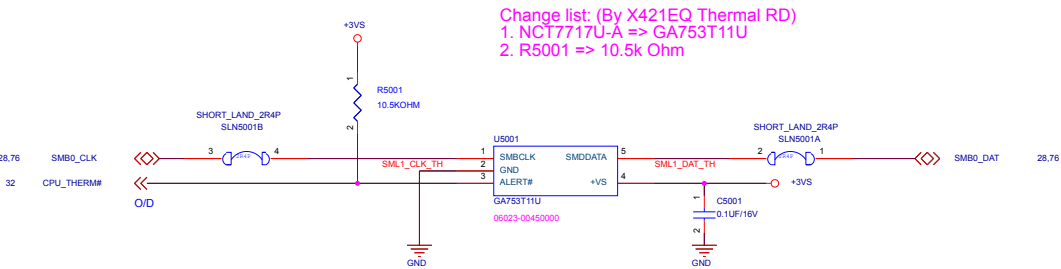 Change list: (By X421EQ Thermal RD)
1. NCT7717U-A => GA753T11U
2. R5001 => 10.5k Ohm
+3VS
1
R5001
10.5KOHM
2
SHORT_LAND_2R4P
SLN5001B
3
4
28,76
SMB0_CLK
SML1_CLK_TH
32
CPU_THERM#
O/D
U5001
1
SMBCLK
SMDDATA
5
2
GND
3
ALERT#
+VS
4
GA753T11U
06023-00450000
GND
SHORT_LAND_2R4P
SLN5001A
2
1
SML1_DAT_TH
SMB0_DAT
28,76
+3VS
1
C5001
0.1UF/16V
2
GND